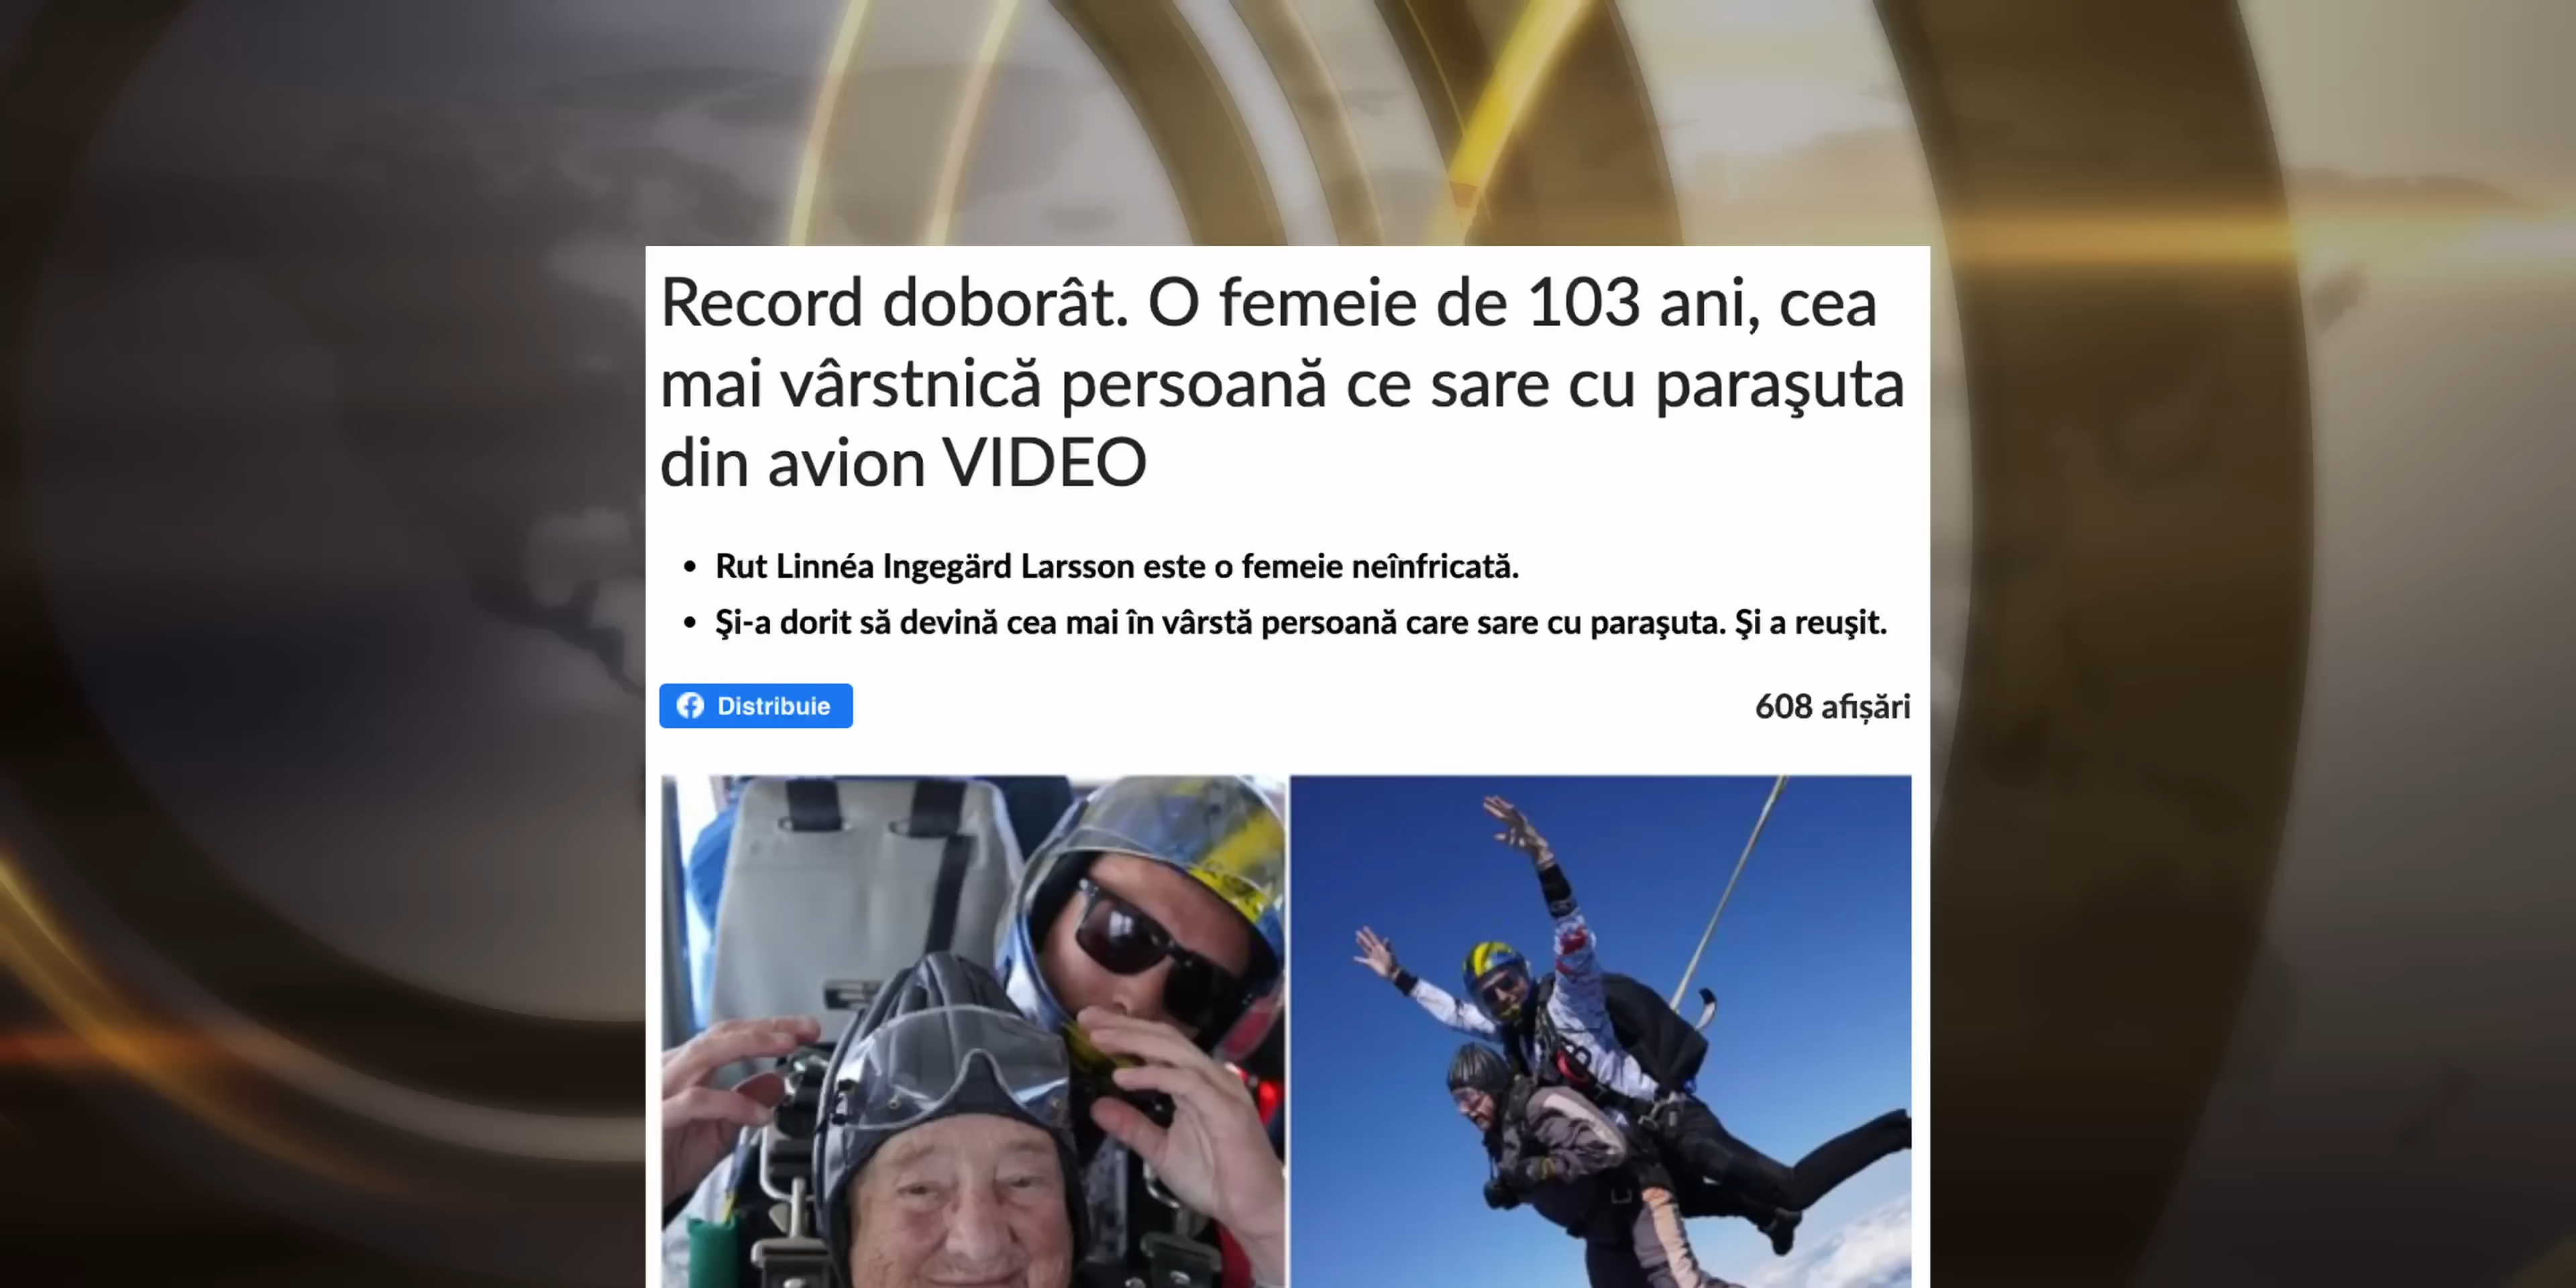 Record doborât. O femeie de 103 ani, cea
mai vârstnică persoană ce sare cu paraşuta
din avion VIDEO
• Rut Linnéa Ingegärd Larsson este o femeie neînfricată.
• Şi-a dorit să devină cea mai în vârstă persoană care sare cu paraşuta. Şi a reuşit.
Distribuie
608 afișări